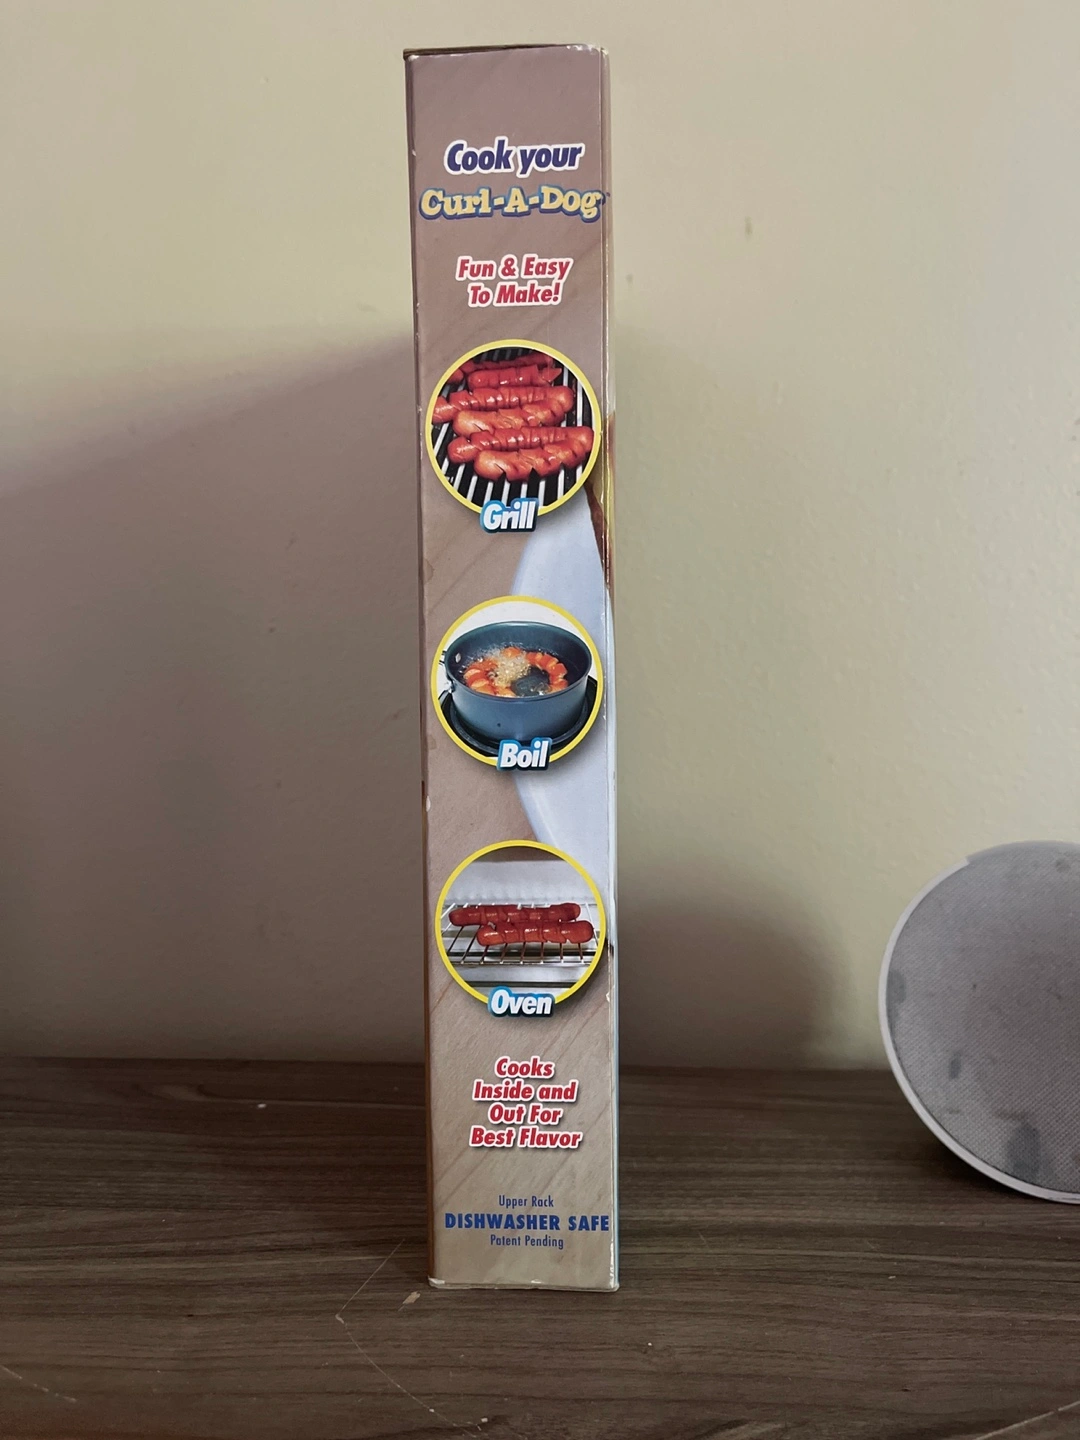 Cook your
Curl-A-Dog
Fun & Easy
To Make!
Grill
Boil
Oven
Cooks
Inside and
Out For
Best Flavor
Upper Rack
DISHWASHER SAFE
Patent Pending